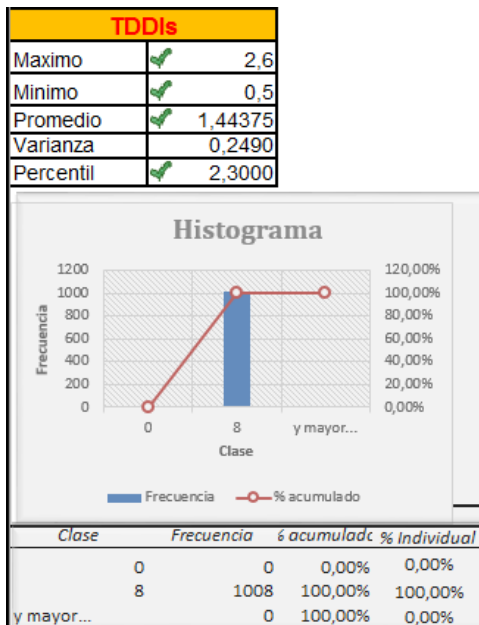 TDDIs
Maximo 2,6
Minimo 0,5
Promedio 1,44375
Varianza 0,2490
Percentil 2,3000
Histograma
1200 120,00%
1000 100,00%
800 80,00%
600 60,00%
400 40,00%
200 20,00%
0 0,00%
Frecuencia
0 8 y mayor...
Clase
Frecuencia % acumulado
Clase Frecuencia % acumulado % Individual
0 0 0,00% 0,00%
8 1008 100,00% 100,00%
y mayor... 0 100,00% 0,00%